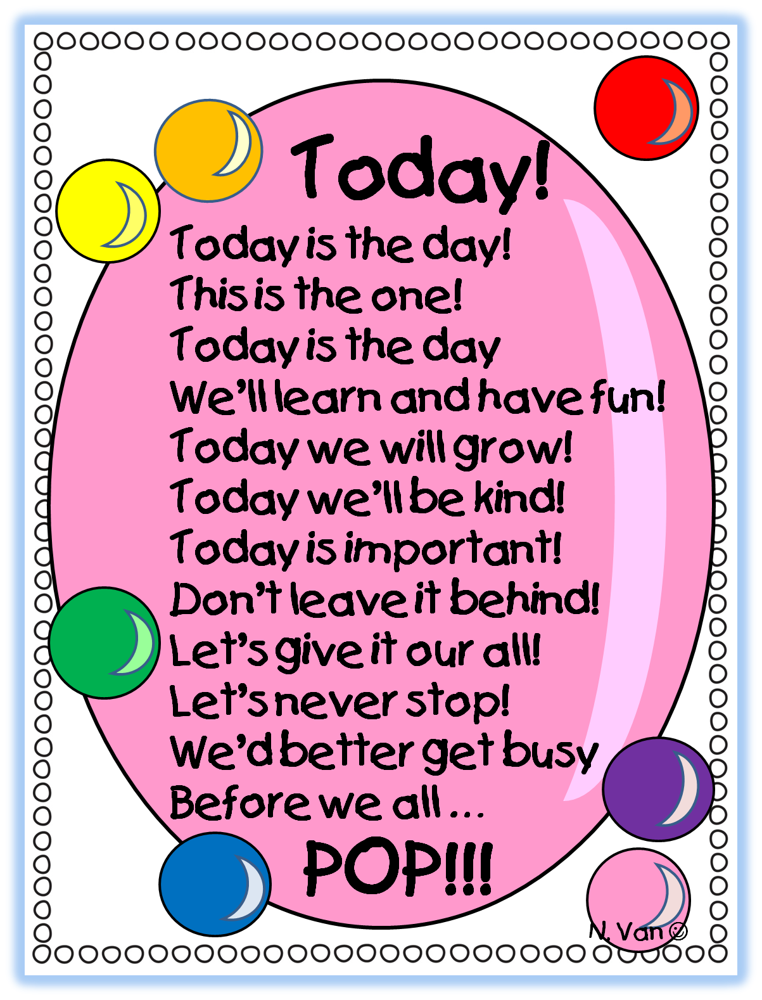 Today!
Today is the day!
This is the one!
Today is the day
We'll learn and have fun!
Today we will grow!
Today we'll be kind!
Today is important!
Don't leave it behind!
Let's give it our all!
Let's never stop!
We'd better get busy
Before we all ...
POP!!!
N. Van ☺